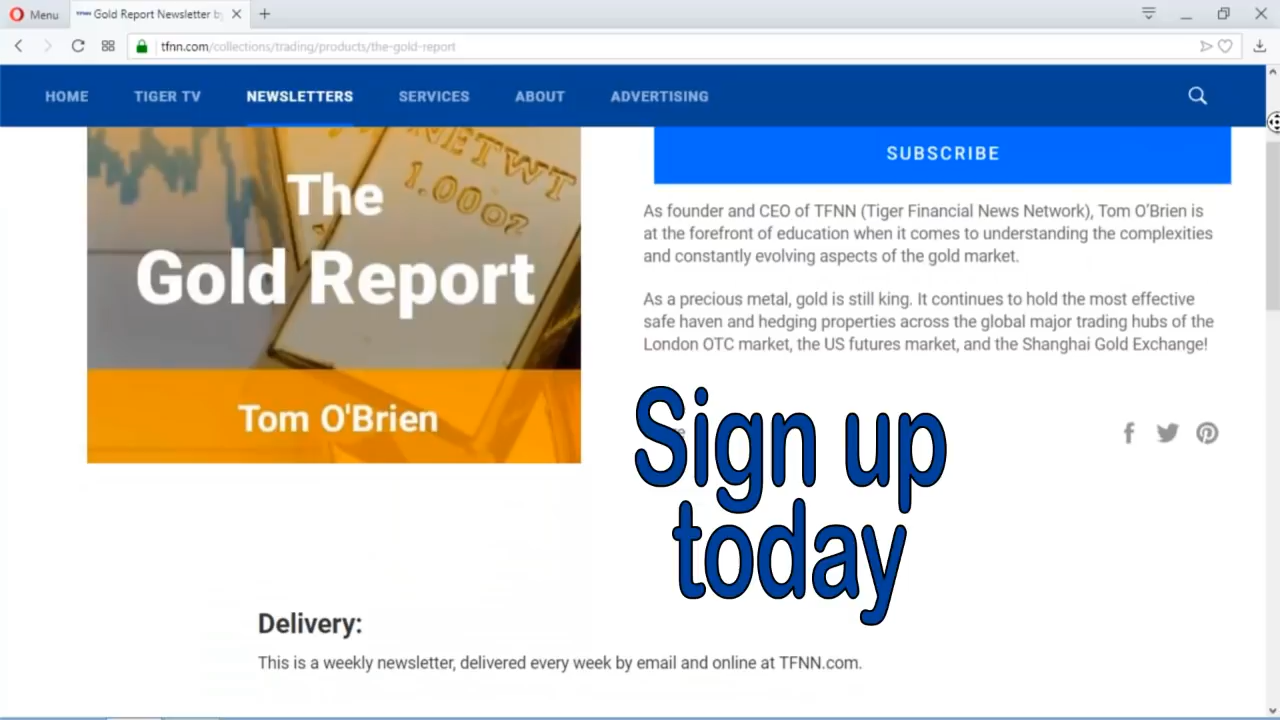 Menu
TFNN Gold Report Newsletter b
tfnn.com/collections/trading/products/the-gold-report
HOME TIGER TV NEWSLETTERS SERVICES ABOUT ADVERTISING
NETWT
1.00OZ
The
Gold Report
Tom O'Brien
SUBSCRIBE
As founder and CEO of TFNN (Tiger Financial News Network), Tom O'Brien is
at the forefront of education when it comes to understanding the complexities
and constantly evolving aspects of the gold market.
As a precious metal, gold is still king. It continues to hold the most effective
safe haven and hedging properties across the global major trading hubs of the
London OTC market, the US futures market, and the Shanghai Gold Exchange!
Sign up
today
Delivery:
This is a weekly newsletter, delivered every week by email and online at TFNN.com.